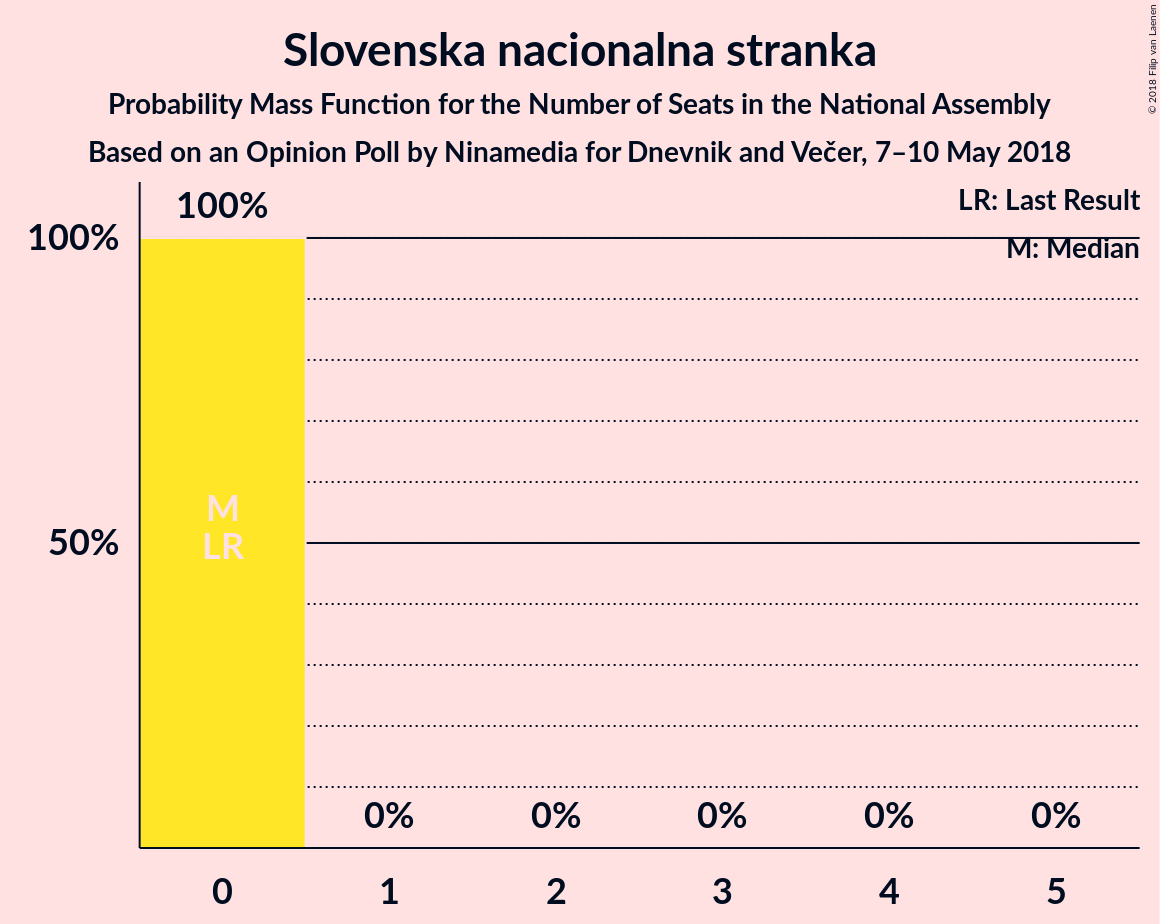 Slovenska nacionalna stranka
Probability Mass Function for the Number of Seats in the National Assembly
Based on an Opinion Poll by Ninamedia for Dnevnik and Večer, 7–10 May 2018
© 2018 Filip van Laenen
LR: Last Result
M: Median
100%
100%
50%
M
LR
0% 0% 0% 0% 0%
0 1 2 3 4 5